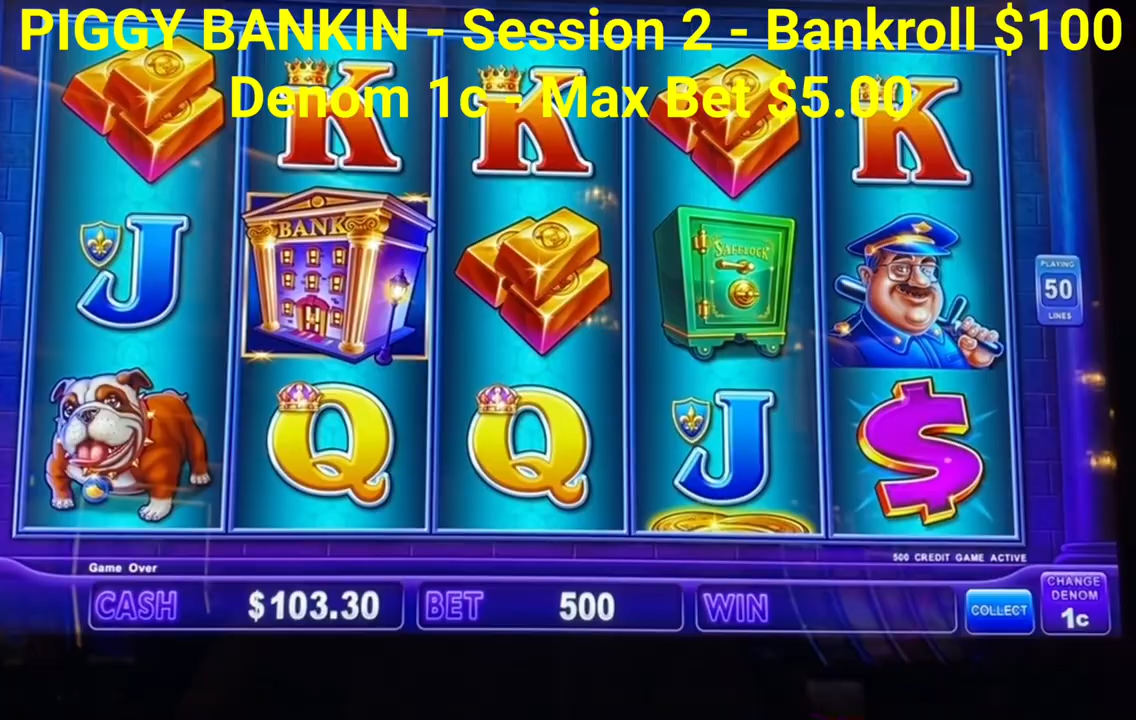 PIGGY BANKIN - Session 2 - Bankroll $100
Denom 1c - Max Bet $5.00
K
K
K
J
BANK
SAFELOCK
PLAYING
50
LINES
Q
Q
J
$
500 CREDIT GAME ACTIVE
Game Over
CASH $103.30 BET 500 WIN COLLECT
CHANGE
DENOM
1c